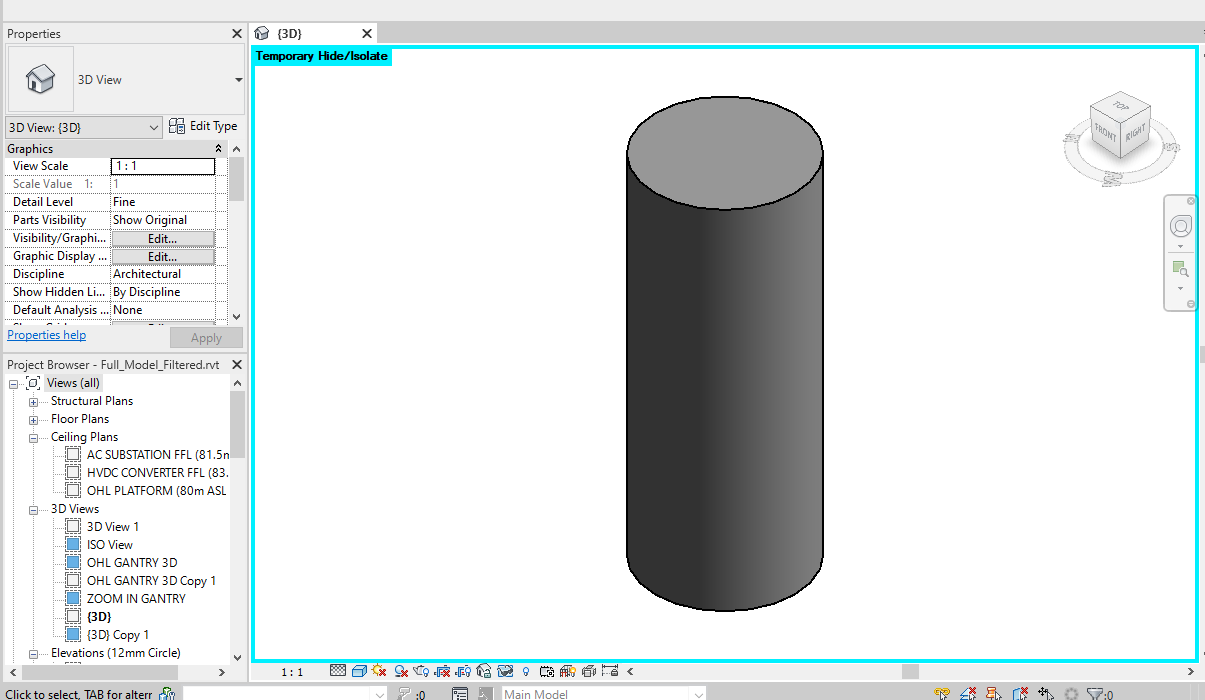 Properties
{3D}
Temporary Hide/Isolate
3D View
3D View: {3D}
Edit Type
Graphics
View Scale 1 : 1
Scale Value 1: 1
Detail Level Fine
Parts Visibility Show Original
Visibility/Graphi... Edit...
Graphic Display ... Edit...
Discipline Architectural
Show Hidden Li... By Discipline
Default Analysis ... None
Properties help
Apply
Project Browser - Full_Model_Filtered.rvt
Views (all)
Structural Plans
Floor Plans
Ceiling Plans
AC SUBSTATION FFL (81.5m
HVDC CONVERTER FFL (83.
OHL PLATFORM (80m ASL
3D Views
3D View 1
ISO View
OHL GANTRY 3D
OHL GANTRY 3D Copy 1
ZOOM IN GANTRY
{3D}
{3D} Copy 1
Elevations (12mm Circle)
TOP
FRONT
RIGHT
1 : 1
Click to select, TAB for altern
:0
Main Model
:0